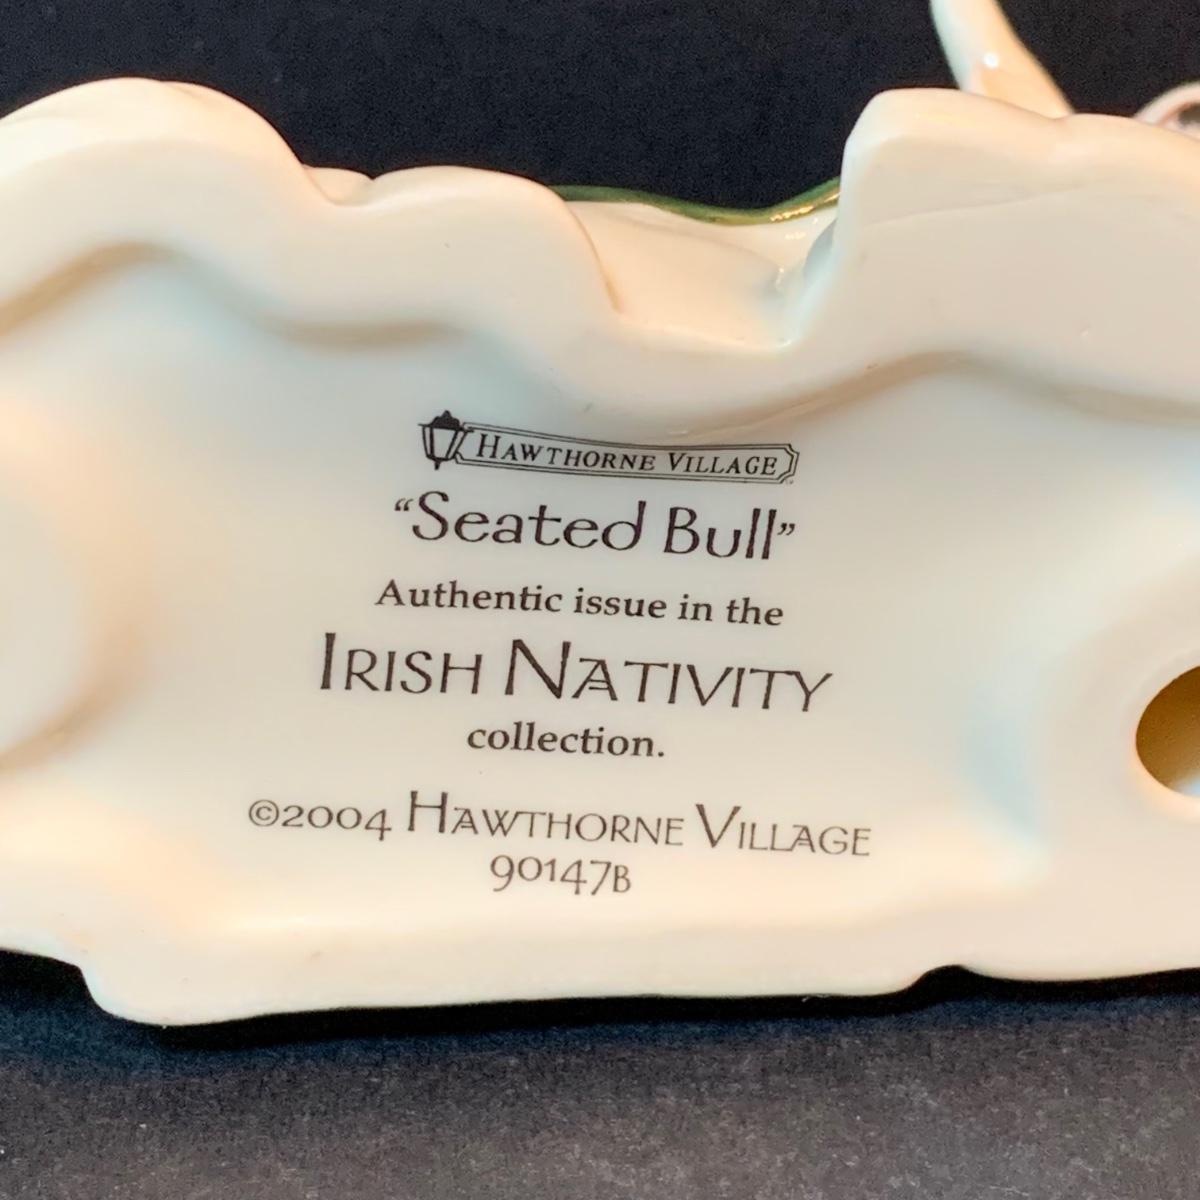 HAWTHORNE VILLAGE
“Seated Bull”
Authentic issue in the
IRISH NATIVITY
collection.
©2004 HAWTHORNE VILLAGE
90147B